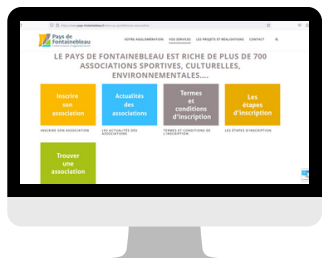 Pays de
Fontainebleau
VOTRE AGGLOMÉRATION VOS SERVICES LES PROJETS ET RÉALISATIONS CONTACT
LE PAYS DE FONTAINEBLEAU EST RICHE DE PLUS DE 700
ASSOCIATIONS SPORTIVES, CULTURELLES,
ENVIRONNEMENTALES....
Inscrire
son
association
Actualités
des
associations
Termes
et
conditions
d'inscription
Les
étapes
d'inscription
INSCRIRE SON ASSOCIATION
LES ACTUALITÉS DES
ASSOCIATIONS
TERMES ET CONDITIONS DE
L'INSCRIPTION
LES ÉTAPES D'INSCRIPTION
Trouver
une
association